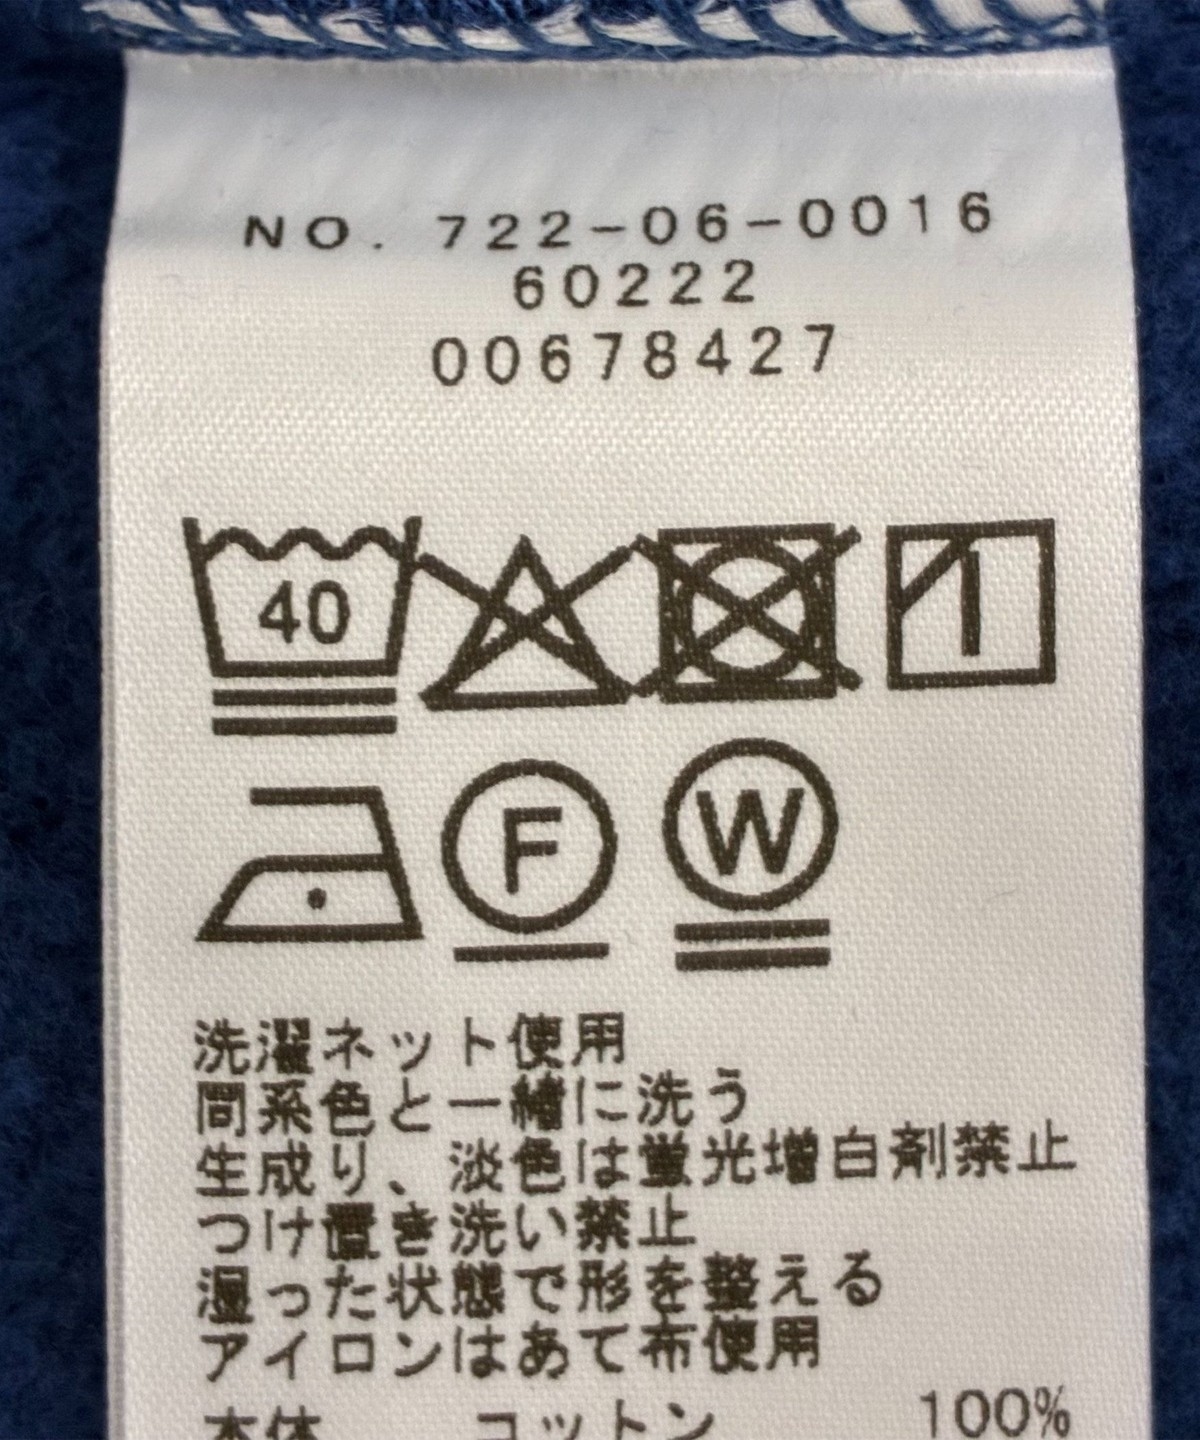 NO. 722-06-0016
60222
00678427
40
F W
洗濯ネット使用
同系色と一緒に洗う
生成り、淡色は蛍光増白剤禁止
つけ置き洗い禁止
湿った状態で形を整える
アイロンはあて布使用
本体 コットン 100%